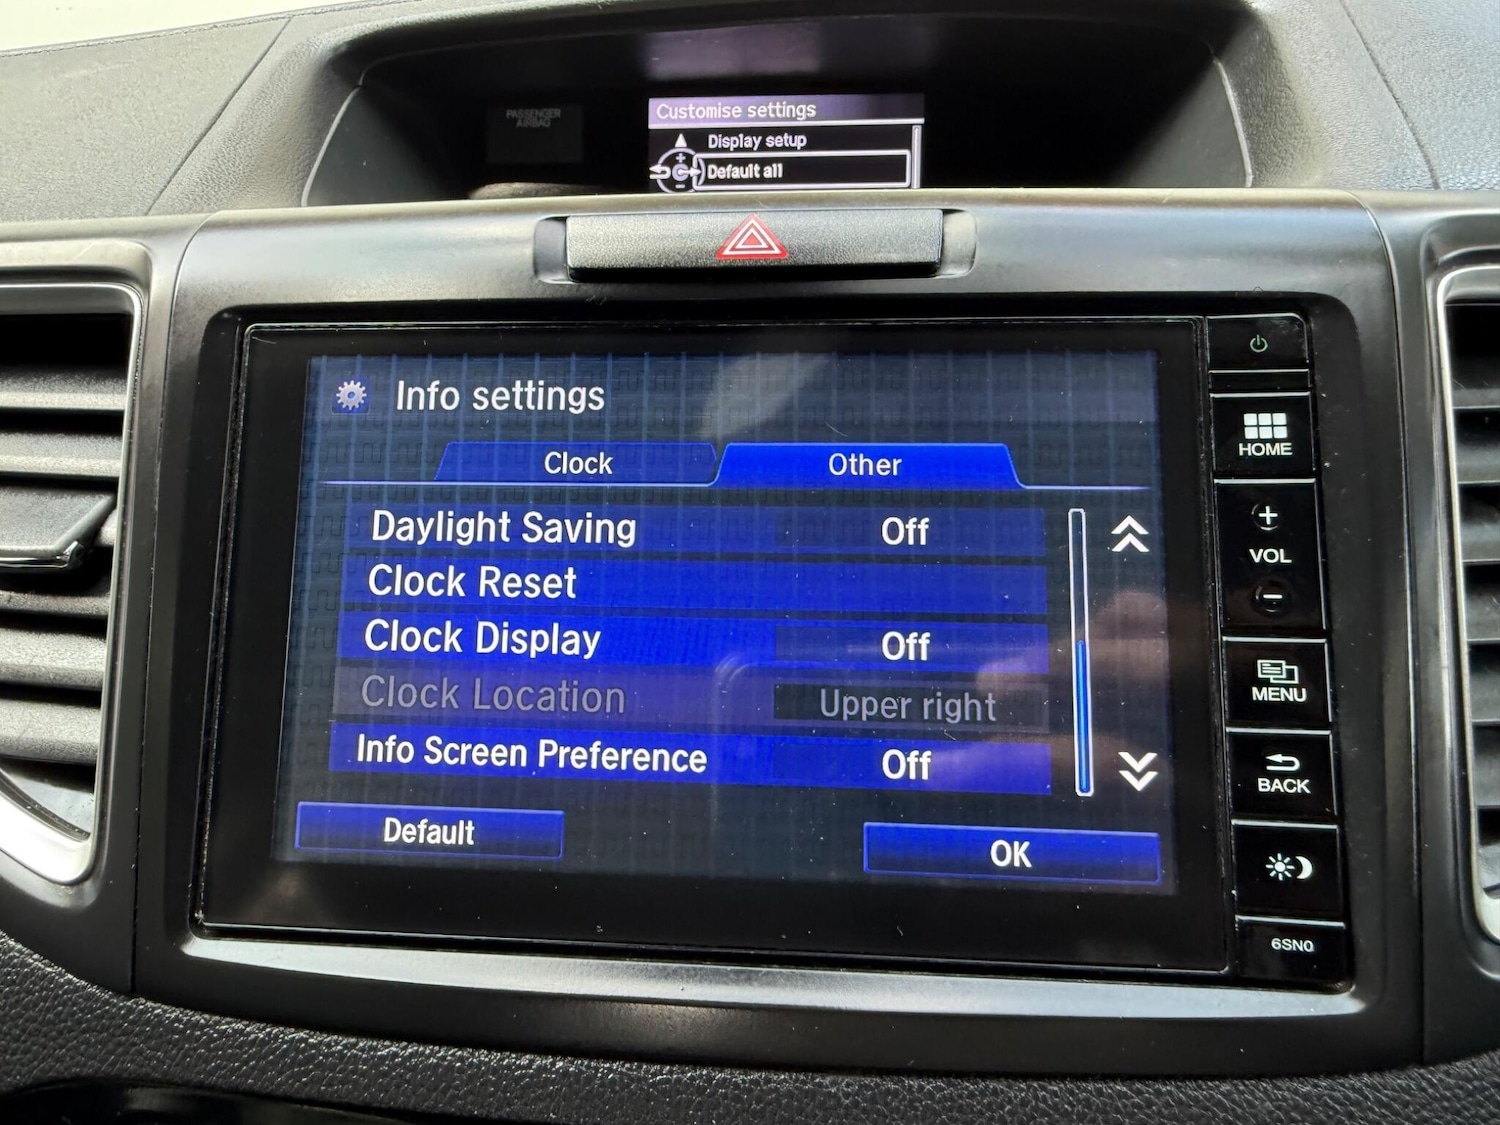 PASSENGER
AIRBAG
Customise settings
Display setup
Default all
Info settings
Clock
Other
Daylight Saving Off
Clock Reset
Clock Display Off
Clock Location Upper right
Info Screen Preference Off
Default
OK
HOME
+
VOL
−
MENU
BACK
6SN0